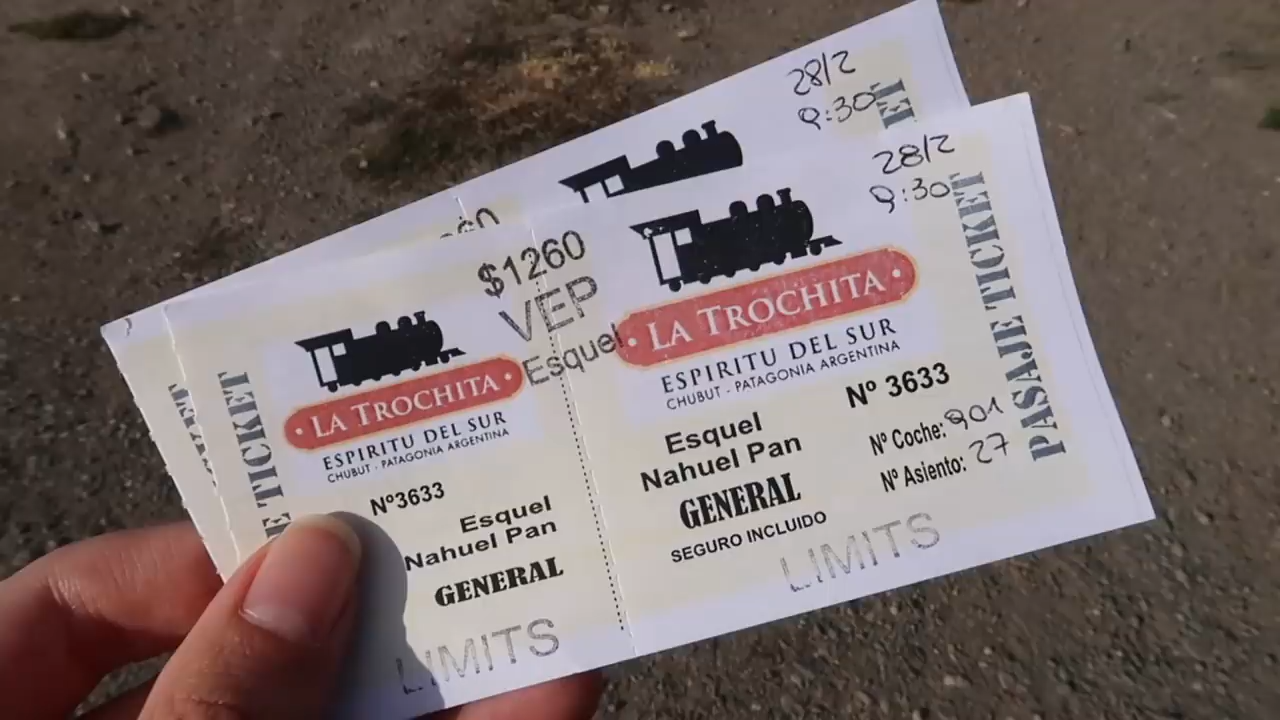 28/2
9:30
ET
28/2
9:30
PASAJE TICKET
$1260
VEP
Esquel
LA TROCHITA
ESPIRITU DEL SUR
CHUBUT - PATAGONIA ARGENTINA
Nº3633
Esquel
Nahuel Pan
GENERAL
LIMITS
E TICKET
LA TROCHITA
ESPIRITU DEL SUR
CHUBUT - PATAGONIA ARGENTINA
Nº 3633
Esquel
Nahuel Pan
GENERAL
SEGURO INCLUIDO
Nº Coche: 901
Nº Asiento: 27
LIMITS